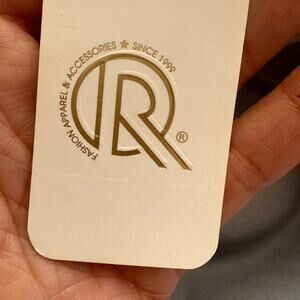 FASHION APPAREL & ACCESSORIES ★ SINCE 1999
R
®